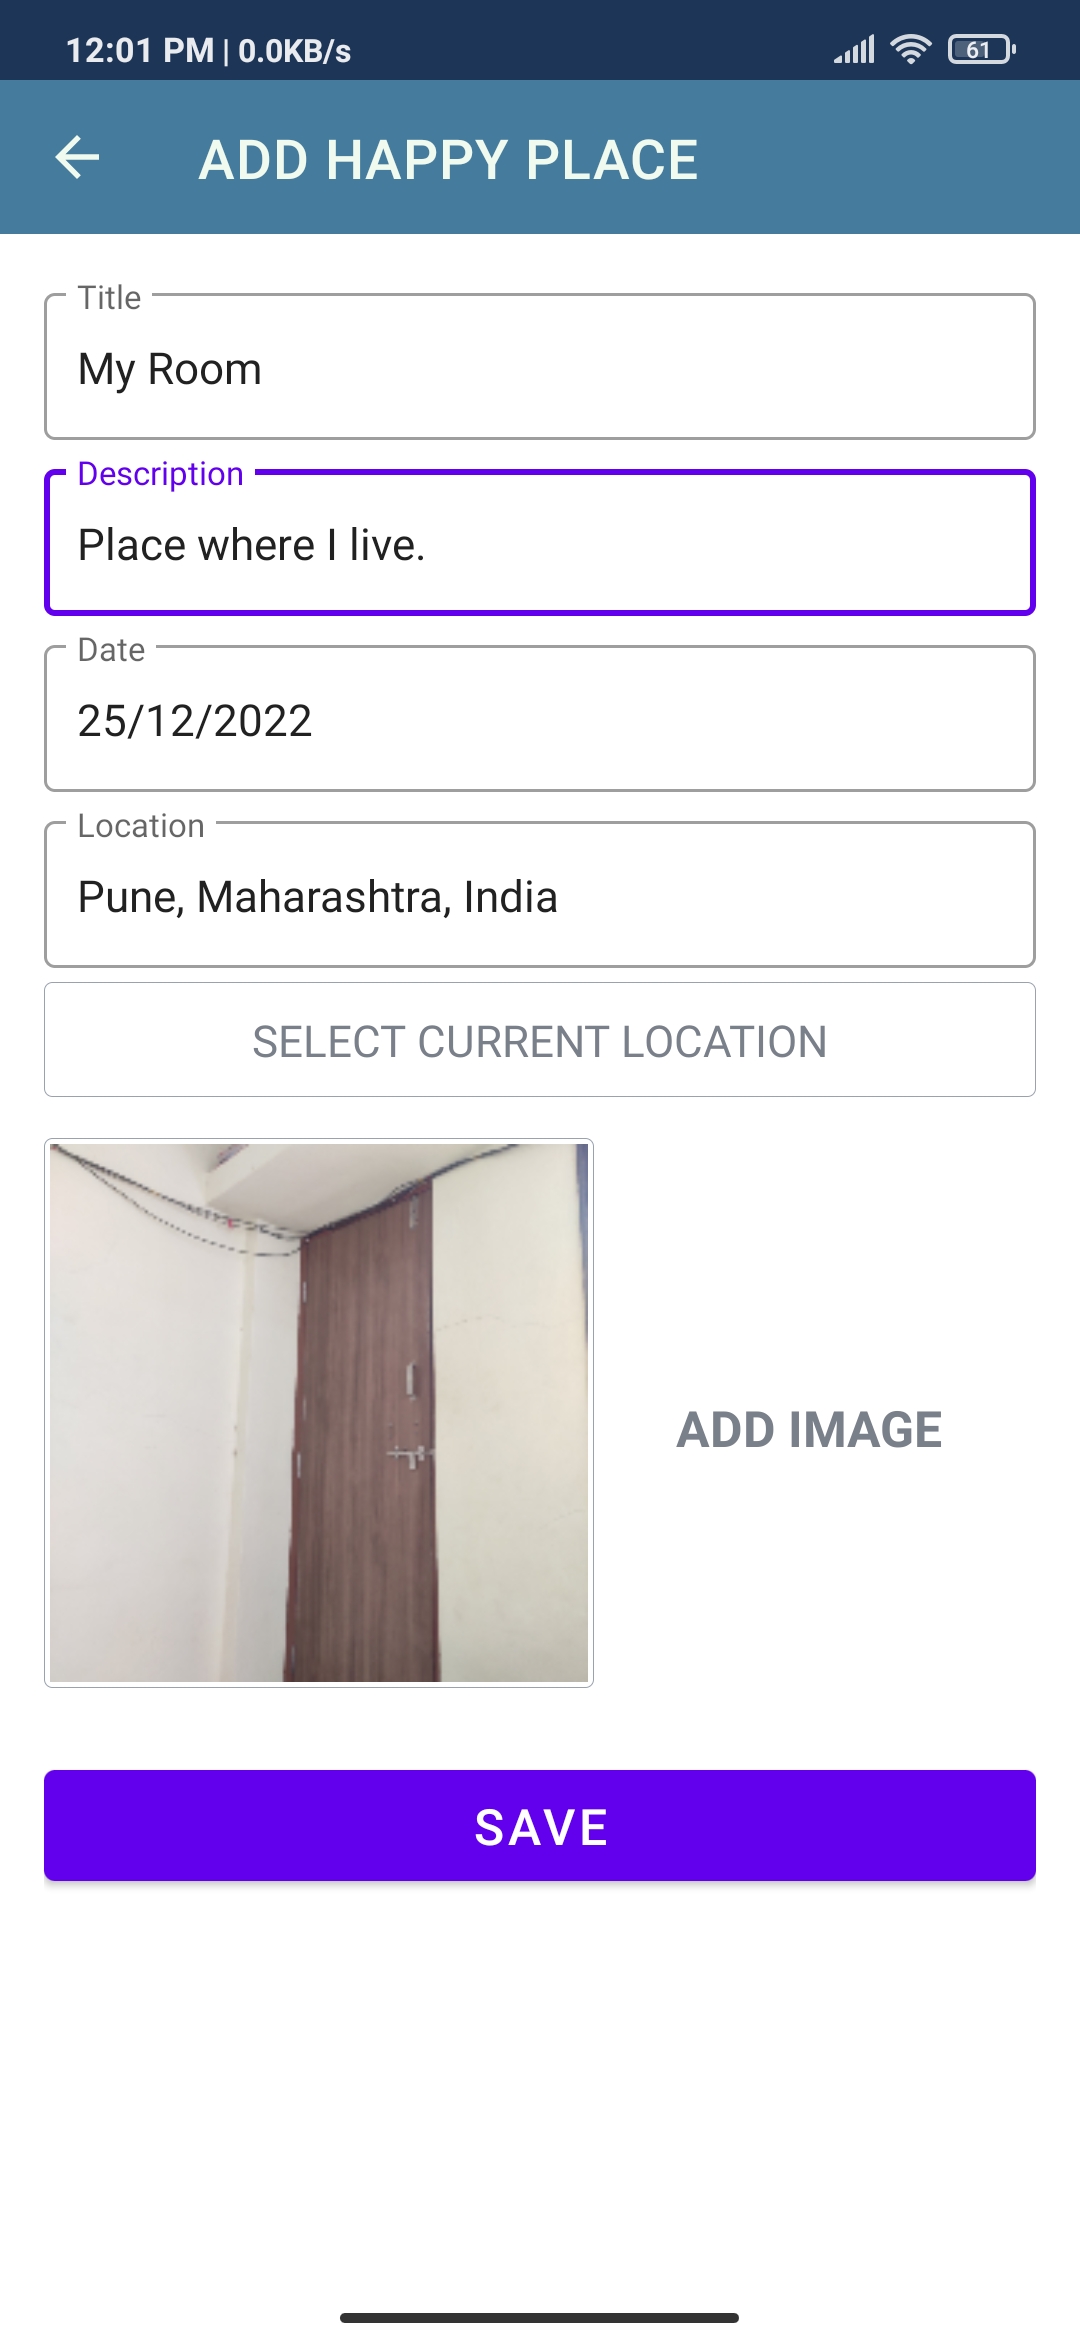 12:01 PM | 0.0KB/s 61
ADD HAPPY PLACE
Title
My Room
Description
Place where I live.
Date
25/12/2022
Location
Pune, Maharashtra, India
SELECT CURRENT LOCATION
ADD IMAGE
SAVE